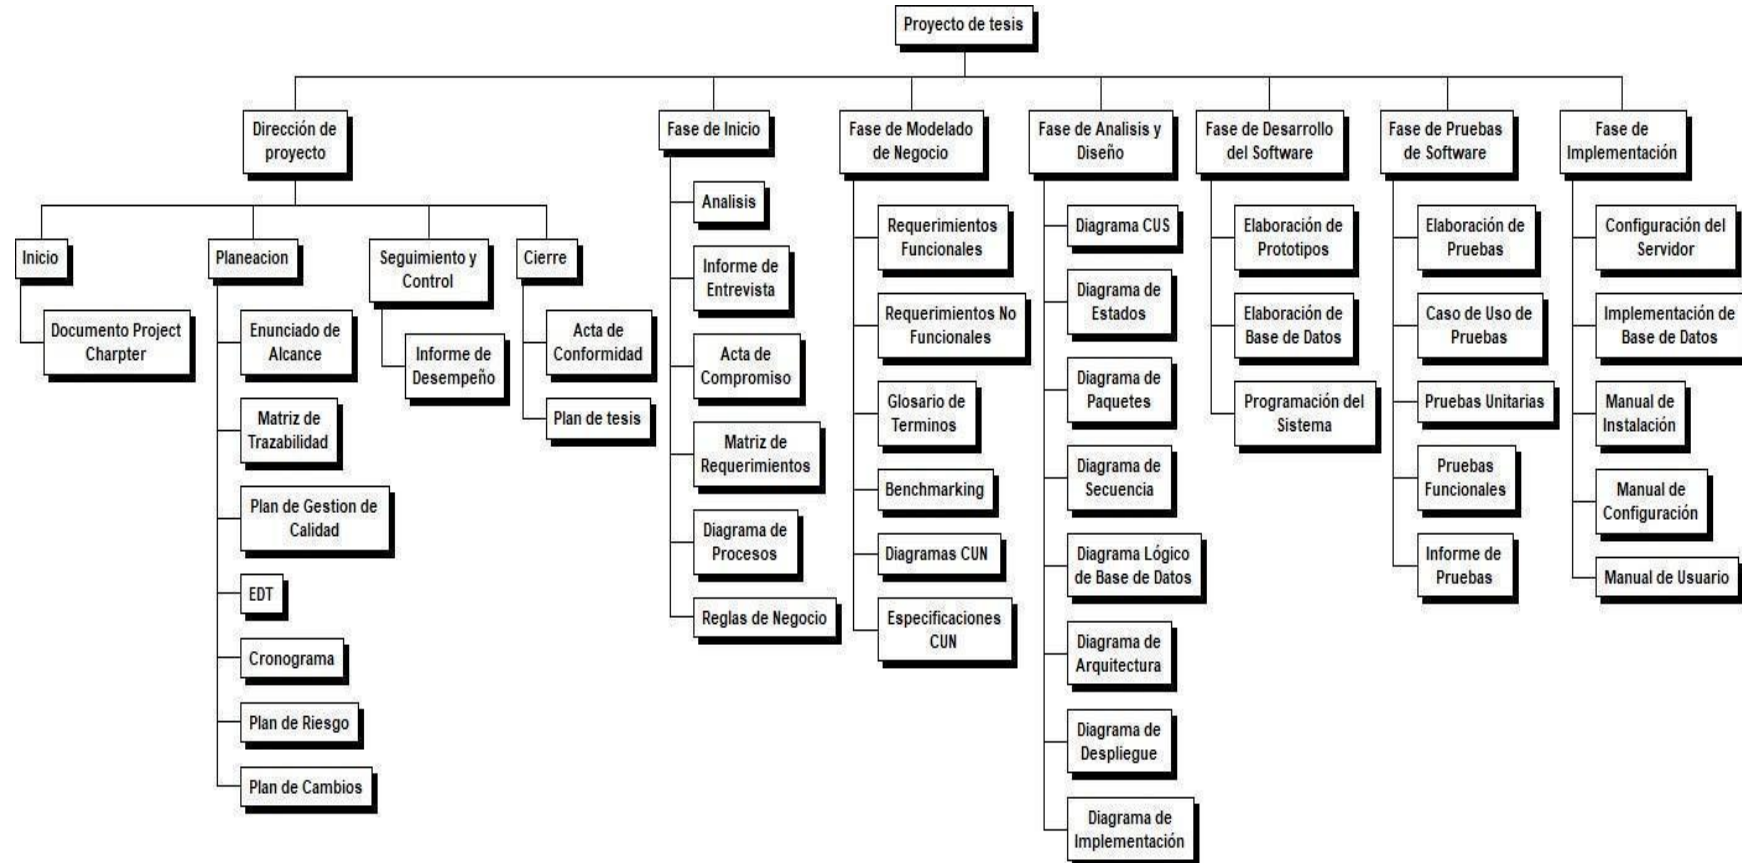 Proyecto de tesis
Dirección de
proyecto
Fase de Inicio
Fase de Modelado
de Negocio
Fase de Analisis y
Diseño
Fase de Desarrollo
del Software
Fase de Pruebas
de Software
Fase de
Implementación
Inicio
Documento Project
Charpter
Planeacion
Enunciado de
Alcance
Matriz de
Trazabilidad
Plan de Gestion de
Calidad
EDT
Cronograma
Plan de Riesgo
Plan de Cambios
Seguimiento y
Control
Informe de
Desempeño
Cierre
Acta de
Conformidad
Plan de tesis
Analisis
Informe de
Entrevista
Acta de
Compromiso
Matriz de
Requerimientos
Diagrama de
Procesos
Reglas de Negocio
Requerimientos
Funcionales
Requerimientos No
Funcionales
Glosario de
Terminos
Benchmarking
Diagramas CUN
Especificaciones
CUN
Diagrama CUS
Diagrama de
Estados
Diagrama de
Paquetes
Diagrama de
Secuencia
Diagrama Lógico
de Base de Datos
Diagrama de
Arquitectura
Diagrama de
Despliegue
Diagrama de
Implementación
Elaboración de
Prototipos
Elaboración de
Base de Datos
Programación del
Sistema
Elaboración de
Pruebas
Caso de Uso de
Pruebas
Pruebas Unitarias
Pruebas
Funcionales
Informe de
Pruebas
Configuración del
Servidor
Implementación de
Base de Datos
Manual de
Instalación
Manual de
Configuración
Manual de Usuario